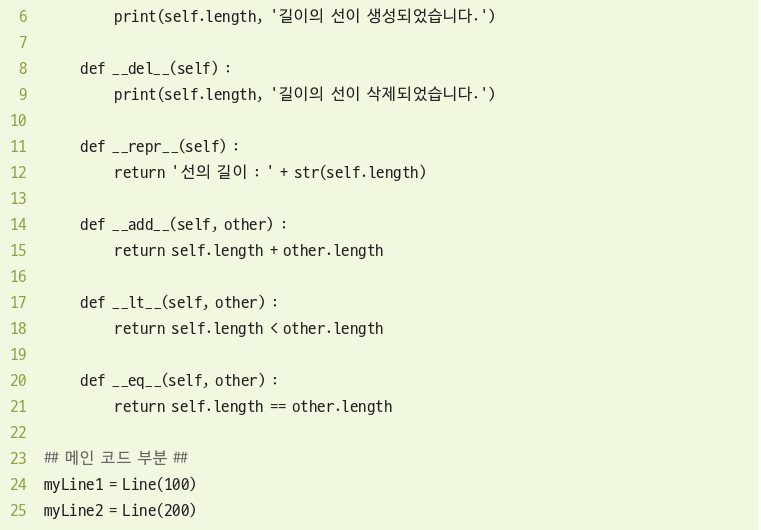 6 print(self.length, '길이의 선이 생성되었습니다.')
7
8 def __del__(self) :
9 print(self.length, '길이의 선이 삭제되었습니다.')
10
11 def __repr__(self) :
12 return '선의 길이 : ' + str(self.length)
13
14 def __add__(self, other) :
15 return self.length + other.length
16
17 def __lt__(self, other) :
18 return self.length < other.length
19
20 def __eq__(self, other) :
21 return self.length == other.length
22
23 ## 메인 코드 부분 ##
24 myLine1 = Line(100)
25 myLine2 = Line(200)